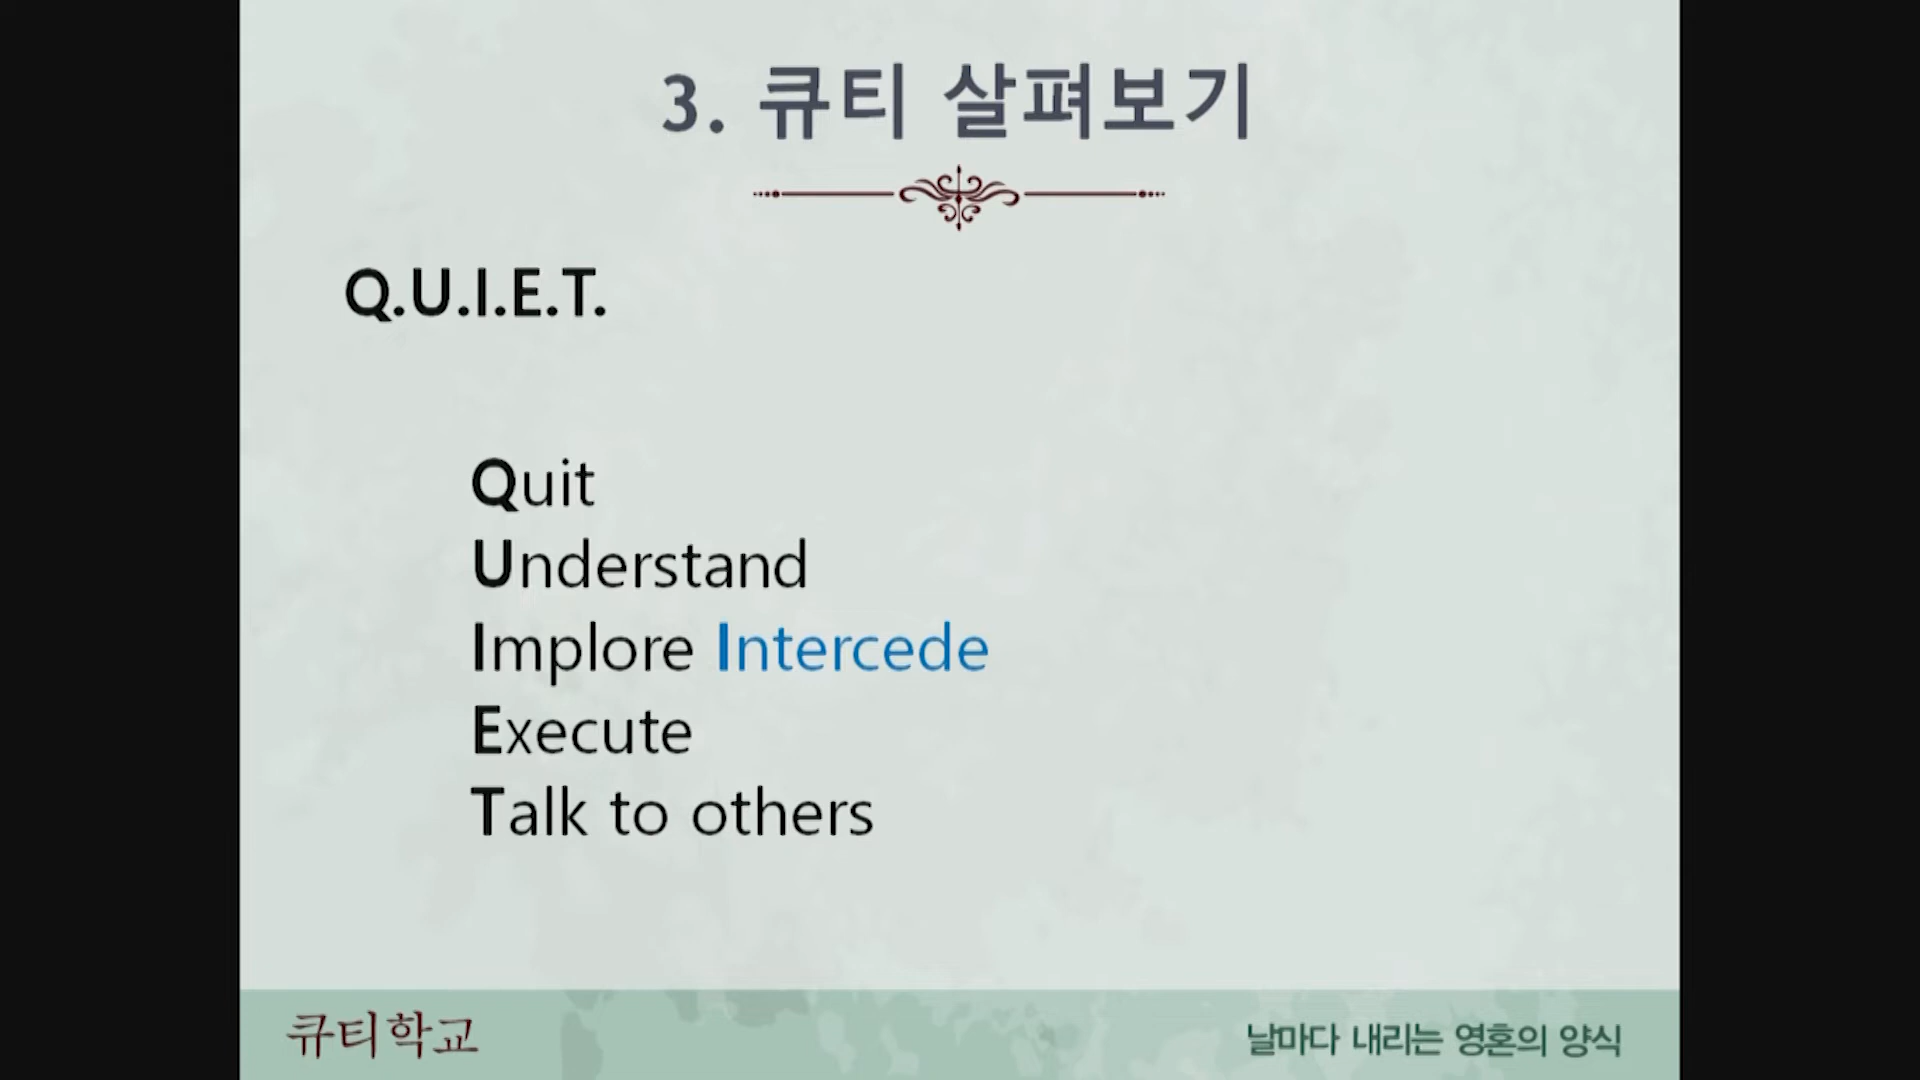 3. 큐티 살펴보기
Q.U.I.E.T.
Quit
Understand
Implore Intercede
Execute
Talk to others
큐티학교
날마다 내리는 영혼의 양식